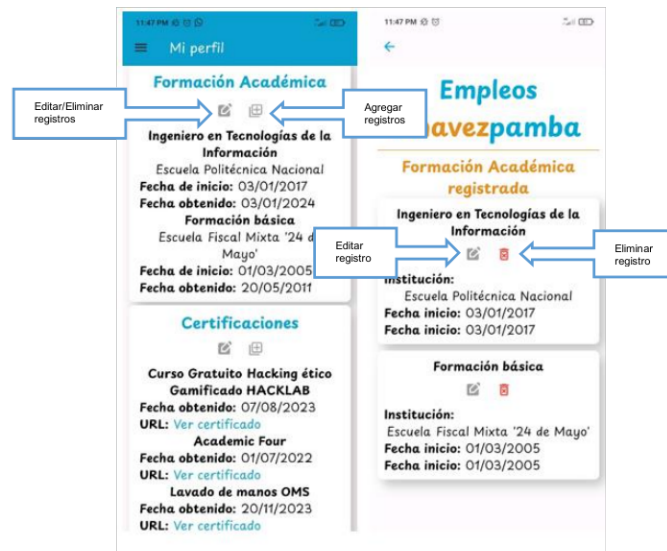 11:47 PM
Mi perfil
Formación Académica
Editar/Eliminar
registros
Agregar
registros
Ingeniero en Tecnologías de la
Información
Escuela Politécnica Nacional
Fecha de inicio: 03/01/2017
Fecha obtenido: 03/01/2024
Formación básica
Escuela Fiscal Mixta '24 d
Mayo'
Fecha de inicio: 01/03/2005
Fecha obtenido: 20/05/2011
Certificaciones
Curso Gratuito Hacking ético
Gamificado HACKLAB
Fecha obtenido: 07/08/2023
URL: Ver certificado
Academic Four
Fecha obtenido: 01/07/2022
URL: Ver certificado
Lavado de manos OMS
Fecha obtenido: 20/11/2023
URL: Ver certificado
11:47 PM
Empleos
avezpamba
Formación Académica
registrada
Ingeniero en Tecnologías de la
Información
Editar
registro
Eliminar
registro
Institución:
Escuela Politécnica Nacional
Fecha inicio: 03/01/2017
Fecha inicio: 03/01/2017
Formación básica
Institución:
Escuela Fiscal Mixta '24 de Mayo'
Fecha inicio: 01/03/2005
Fecha inicio: 01/03/2005